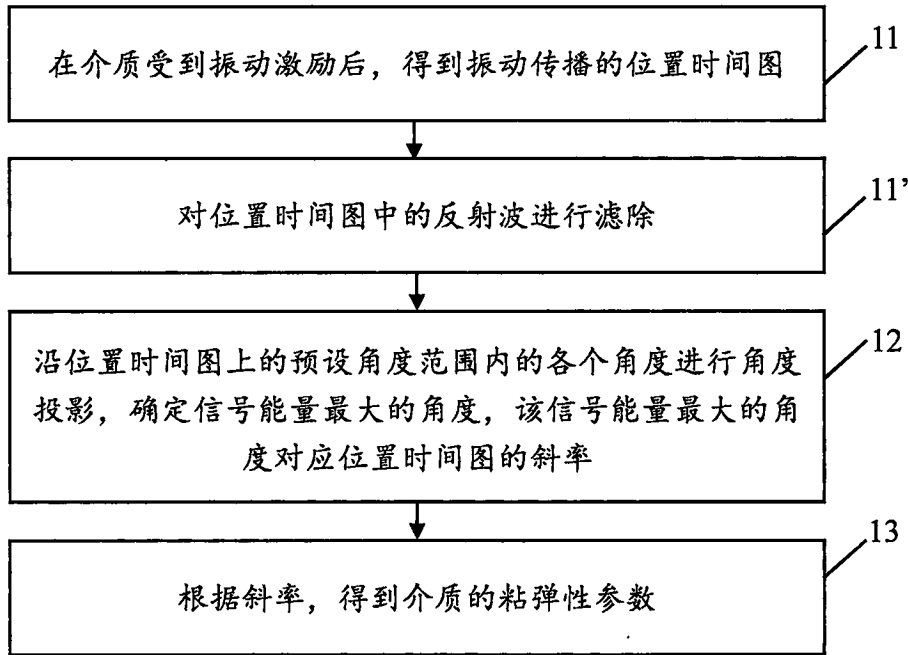 在介质受到振动激励后，得到振动传播的位置时间图
11
对位置时间图中的反射波进行滤除
11’
沿位置时间图上的预设角度范围内的各个角度进行角度
投影，确定信号能量最大的角度，该信号能量最大的角
度对应位置时间图的斜率
12
根据斜率，得到介质的粘弹性参数
13